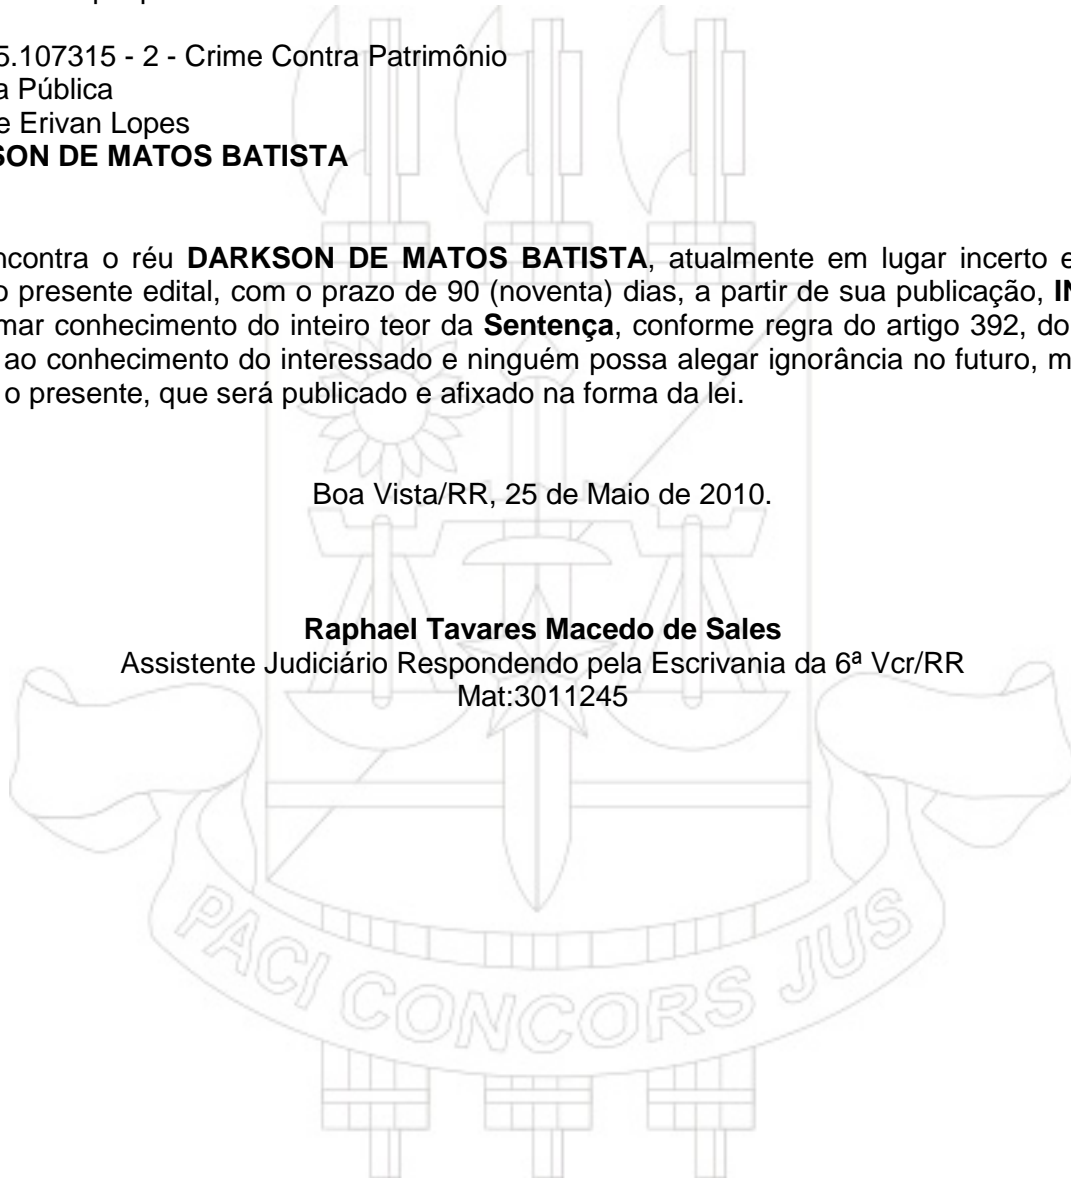 5.107315 - 2 - Crime Contra Patrimônio
a Pública
e Erivan Lopes
SON DE MATOS BATISTA
ncontra o réu DARKSON DE MATOS BATISTA, atualmente em lugar incerto e
o presente edital, com o prazo de 90 (noventa) dias, a partir de sua publicação, IN
mar conhecimento do inteiro teor da Sentença, conforme regra do artigo 392, do
ao conhecimento do interessado e ninguém possa alegar ignorância no futuro, m
o presente, que será publicado e afixado na forma da lei.
Boa Vista/RR, 25 de Maio de 2010.
Raphael Tavares Macedo de Sales
Assistente Judiciário Respondendo pela Escrivania da 6ª Vcr/RR
Mat:3011245
PACI CONCORS JUS